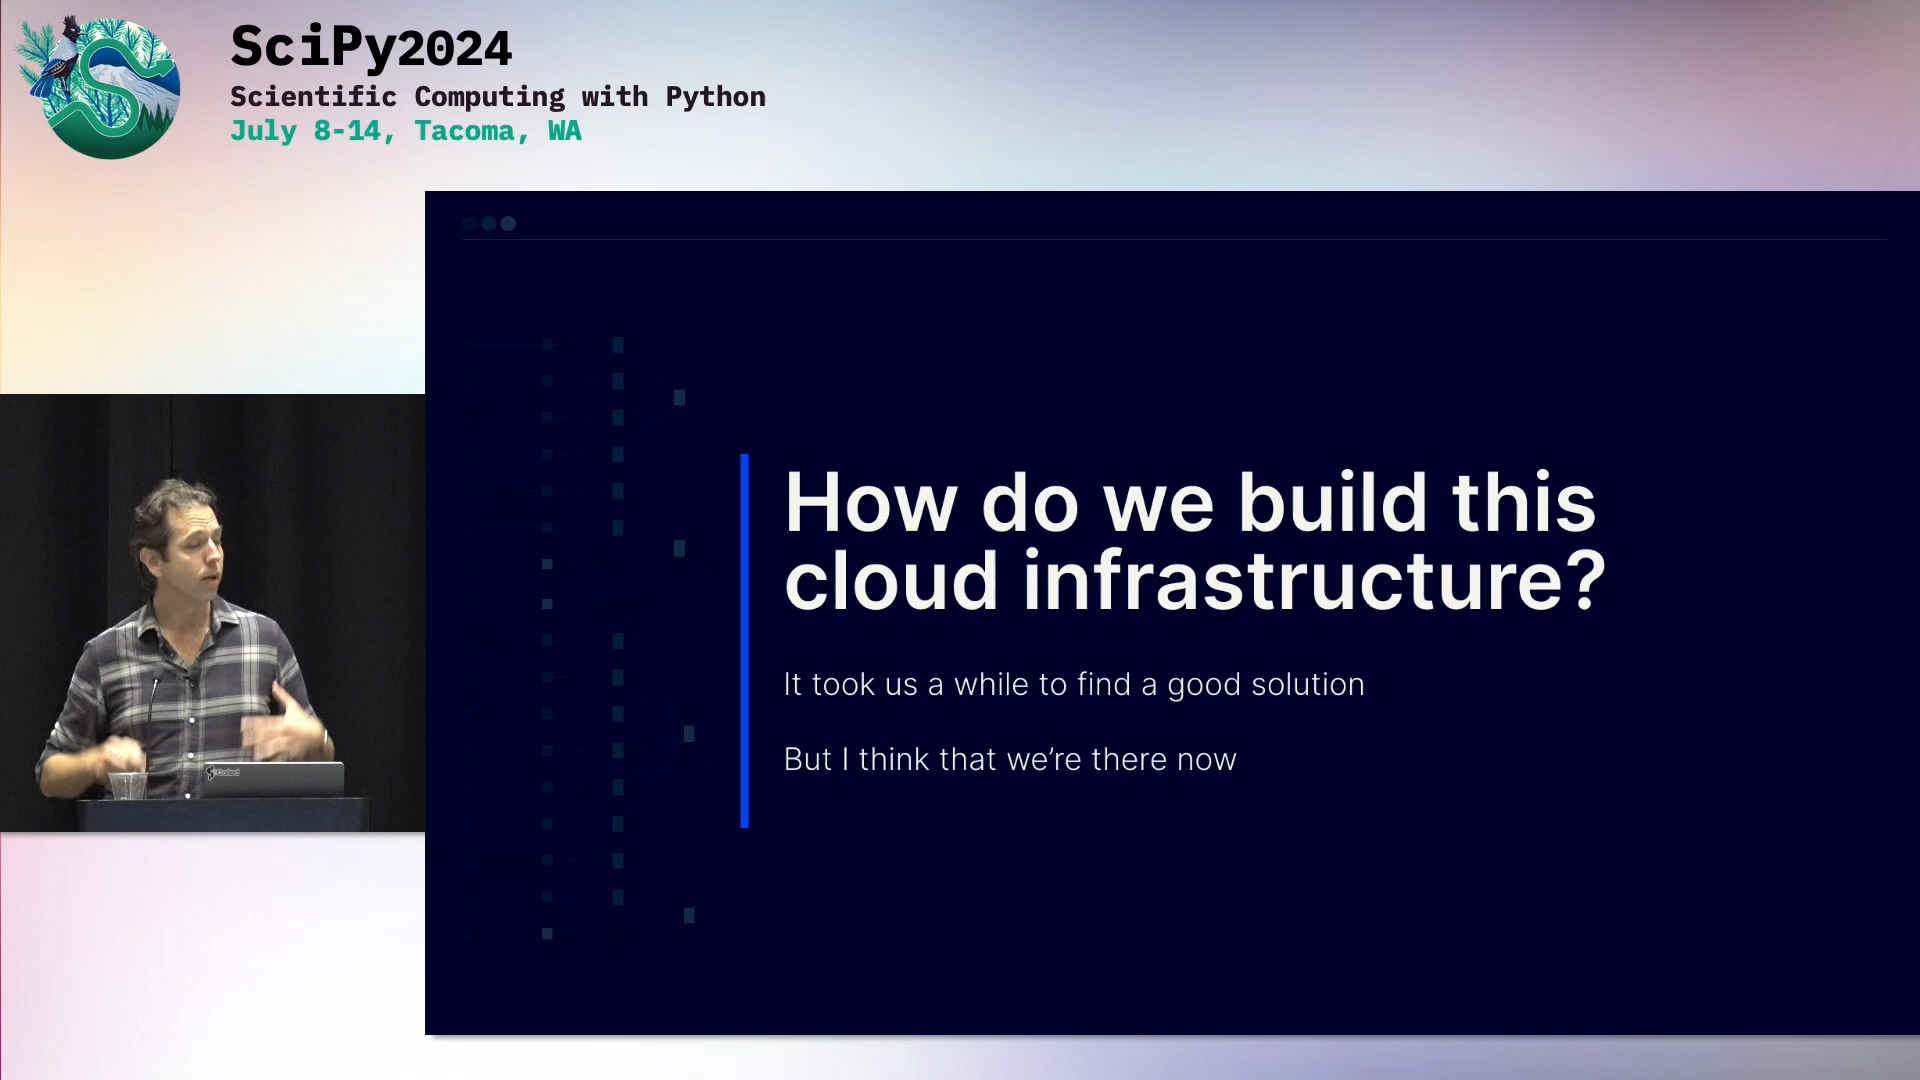 SciPy2024
Scientific Computing with Python
July 8-14, Tacoma, WA
How do we build this
cloud infrastructure?
It took us a while to find a good solution
But I think that we’re there now